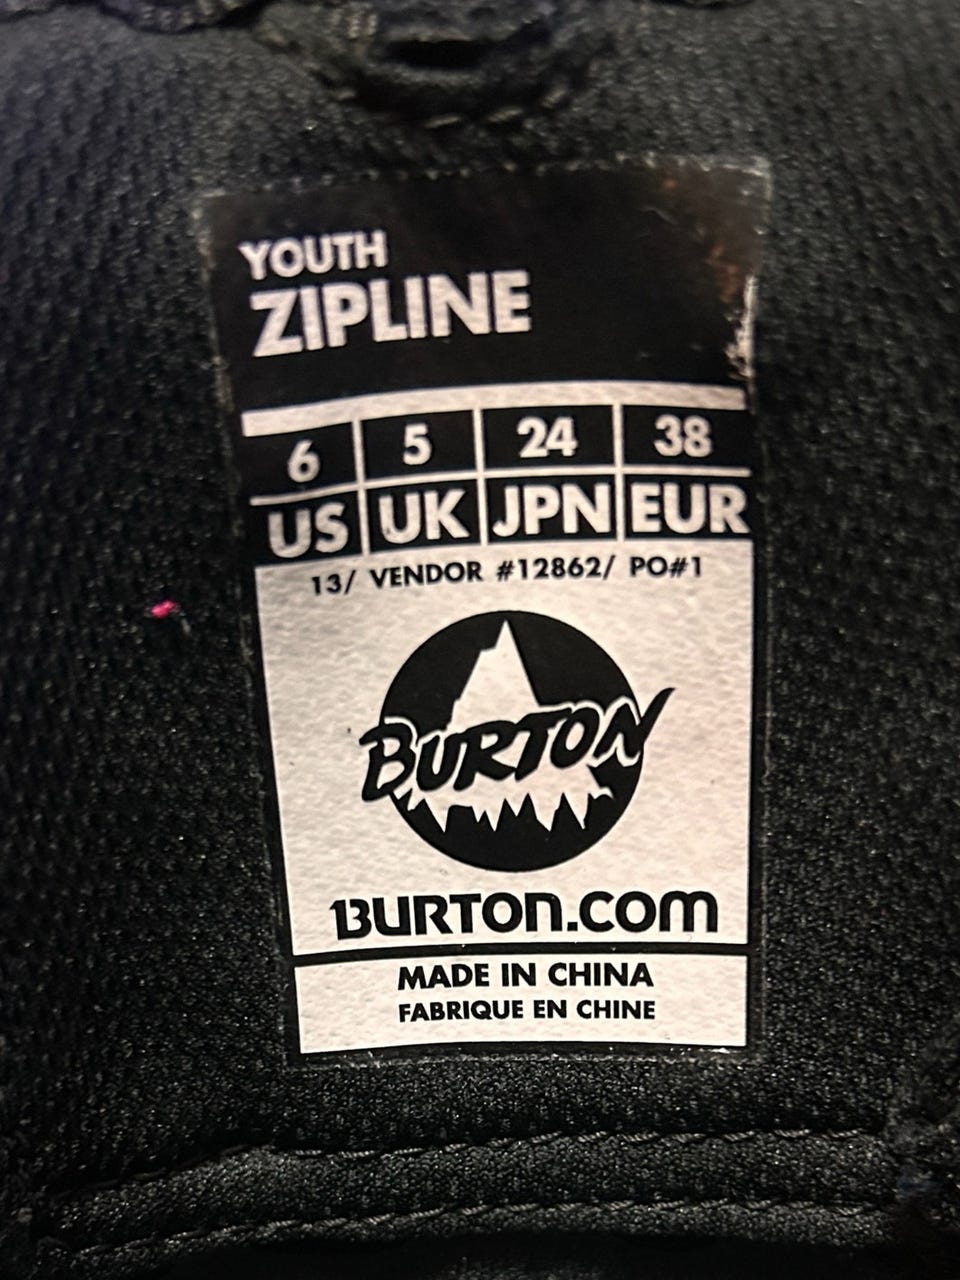 YOUTH
ZIPLINE
6 5 24 38
US UK JPN EUR
13/ VENDOR #12862/ PO#1
BURTON
BURTON.COM
MADE IN CHINA
FABRIQUE EN CHINE